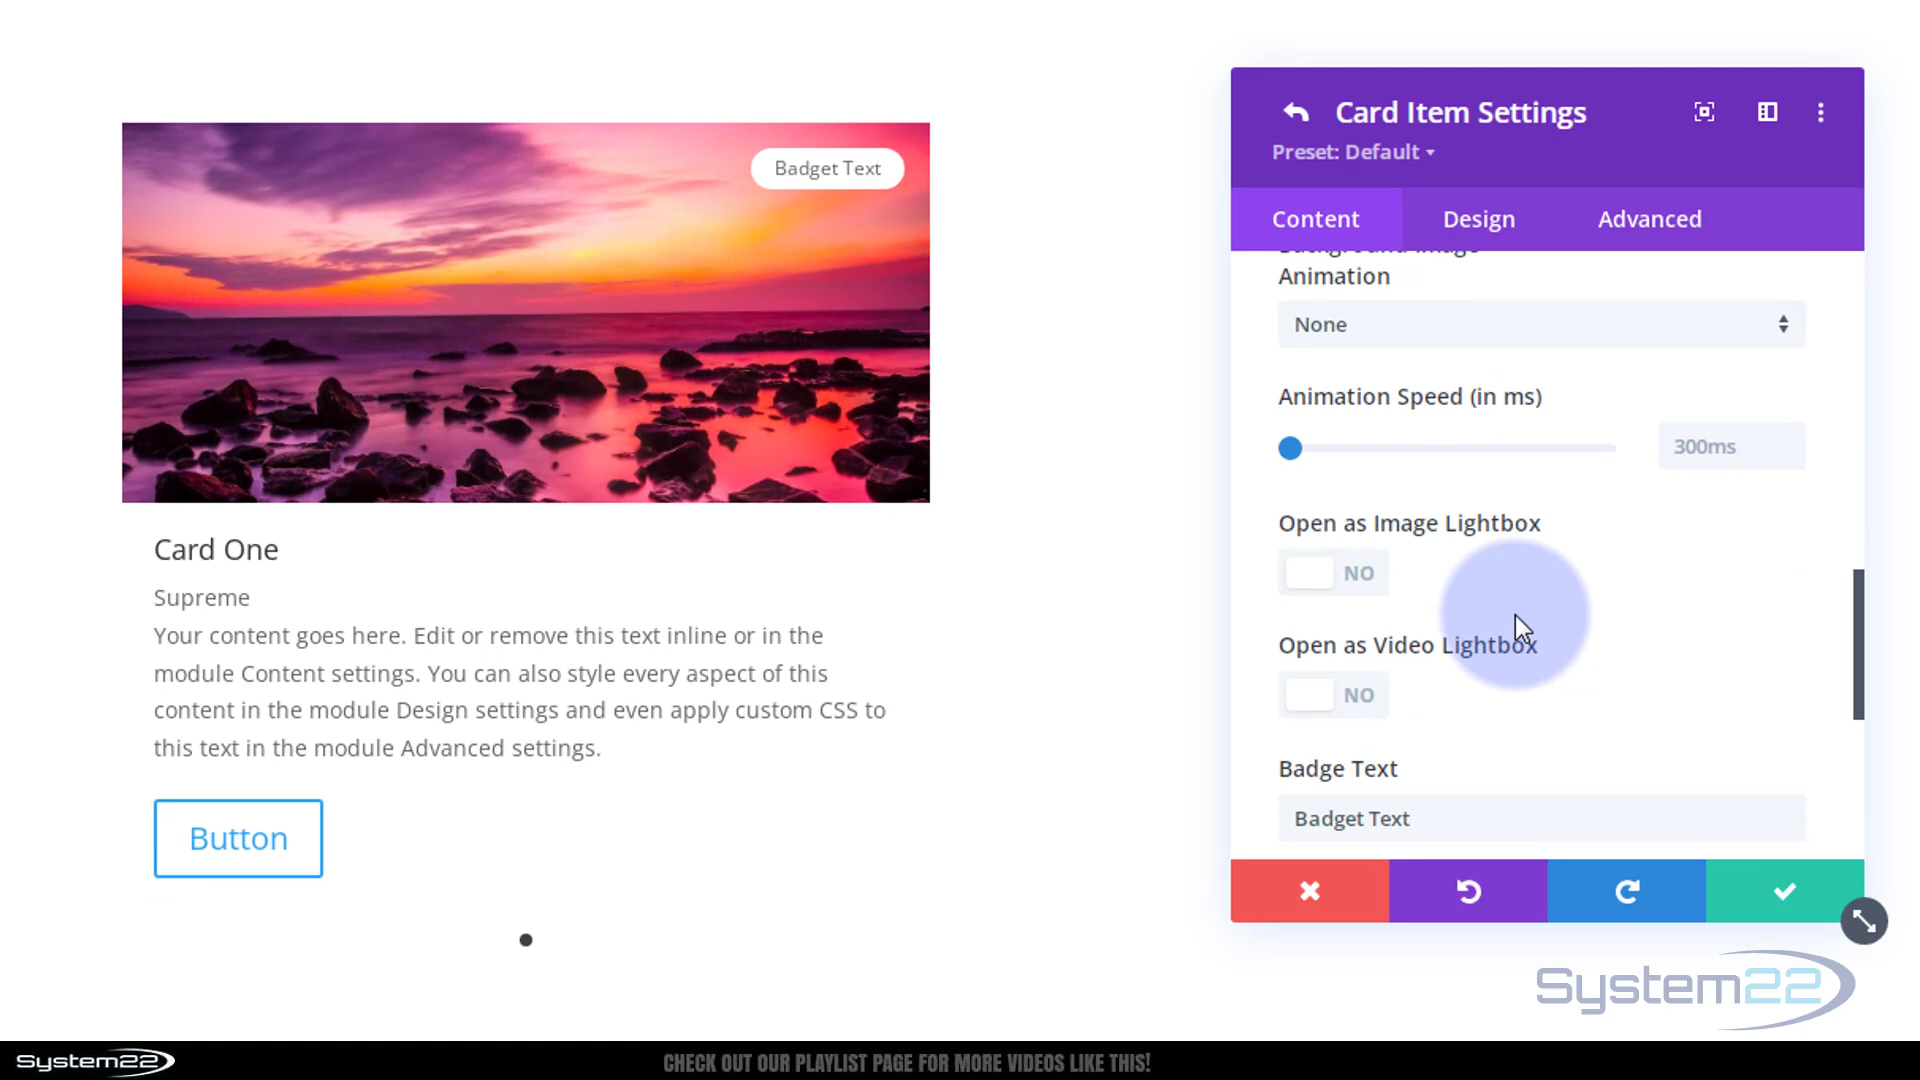 Badget Text
Card One
Supreme
Your content goes here. Edit or remove this text inline or in the
module Content settings. You can also style every aspect of this
content in the module Design settings and even apply custom CSS to
this text in the module Advanced settings.
Button
Card Item Settings
Preset: Default
Content Design Advanced
Background Image
Animation
None
Animation Speed (in ms)
300ms
Open as Image Lightbox
NO
Open as Video Lightbox
NO
Badge Text
Badget Text
System22
System22
CHECK OUT OUR PLAYLIST PAGE FOR MORE VIDEOS LIKE THIS!